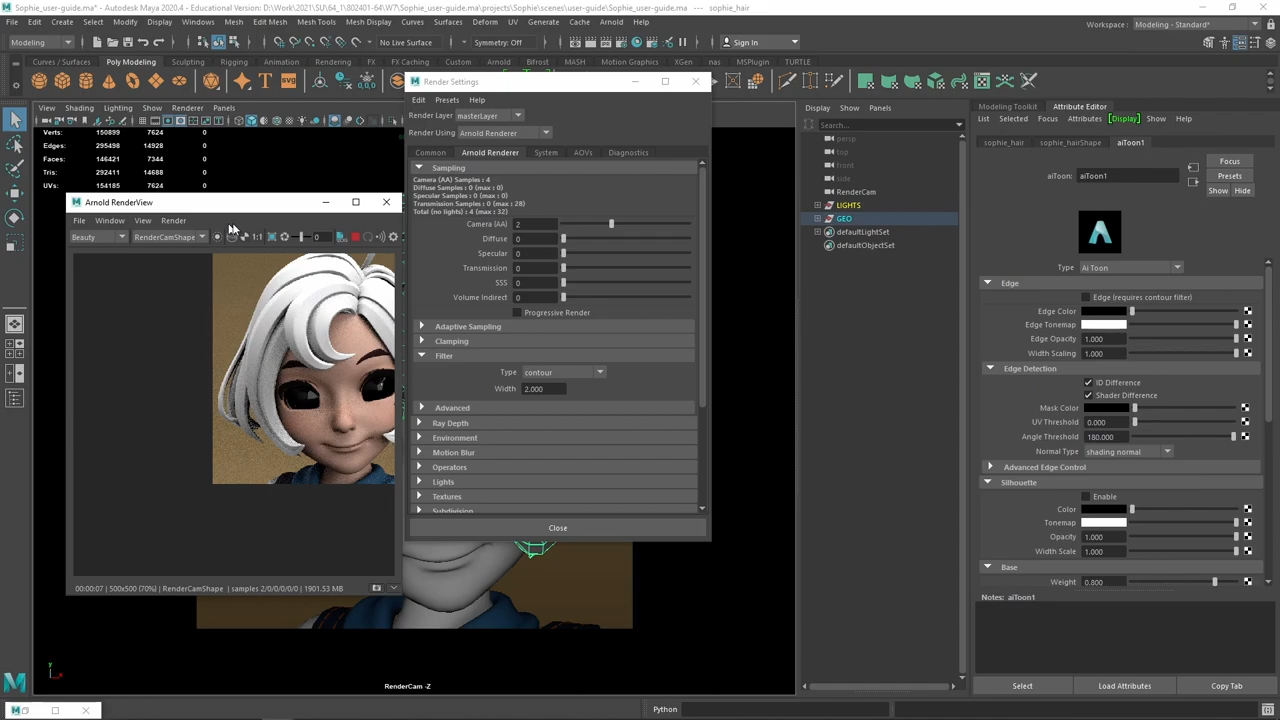 Sophie_user-guide.ma* - Autodesk Maya 2020.4 - Educational Version: D:\Work\2021\SU\64_1\802401-64\W7\Sophie_user-guide.ma\projects\Sophie\scenes\user-guide\Sophie_user-guide.ma --- sophie_hair
File Edit Create Select Modify Display Windows Mesh Edit Mesh Mesh Tools Mesh Display Curves Surfaces Deform UV Generate Cache Arnold Help
Workspace : Modeling - Standard*
Modeling No Live Surface Symmetry: Off Sign In
Curves / Surfaces Poly Modeling Sculpting Rigging Animation Rendering FX FX Caching Custom Arnold Bifrost MASH Motion Graphics XGen nas MSPlugin TURTLE
View Shading Lighting Show Renderer Panels
Verts: 150899 7624 0
Edges: 295498 14928 0
Faces: 146421 7344 0
Tris: 292411 14688 0
UVs: 154185 7624 0
Arnold RenderView
File Window View Render
Beauty RenderCamShape 1:1 0
00:00:07 | 500x500 (70%) | RenderCamShape | samples 2/0/0/0/0/0 | 1901.53 MB
RenderCam -Z
Render Settings
Edit Presets Help
Render Layer masterLayer
Render Using Arnold Renderer
Common Arnold Renderer System AOVs Diagnostics
Sampling
Camera (AA) Samples : 4
Diffuse Samples : 0 (max : 0)
Specular Samples : 0 (max : 0)
Transmission Samples : 0 (max : 28)
Total (no lights) : 4 (max : 32)
Camera (AA) 2
Diffuse 0
Specular 0
Transmission 0
SSS 0
Volume Indirect 0
Progressive Render
Adaptive Sampling
Clamping
Filter
Type contour
Width 2.000
Advanced
Ray Depth
Environment
Motion Blur
Operators
Lights
Textures
Subdivision
Close
Display Show Panels
Search...
persp
top
front
side
RenderCam
LIGHTS
GEO
defaultLightSet
defaultObjectSet
Modeling Toolkit Attribute Editor
List Selected Focus Attributes [Display] Show Help
sophie_hair sophie_hairShape aiToon1
Focus
aiToon: aiToon1 Presets
Show Hide
Type Ai Toon
Edge
Edge (requires contour filter)
Edge Color
Edge Tonemap
Edge Opacity 1.000
Width Scaling 1.000
Edge Detection
ID Difference
Shader Difference
Mask Color
UV Threshold 0.000
Angle Threshold 180.000
Normal Type shading normal
Advanced Edge Control
Silhouette
Enable
Color
Tonemap
Opacity 1.000
Width Scale 1.000
Base
Weight 0.800
Notes: aiToon1
Select Load Attributes Copy Tab
Python